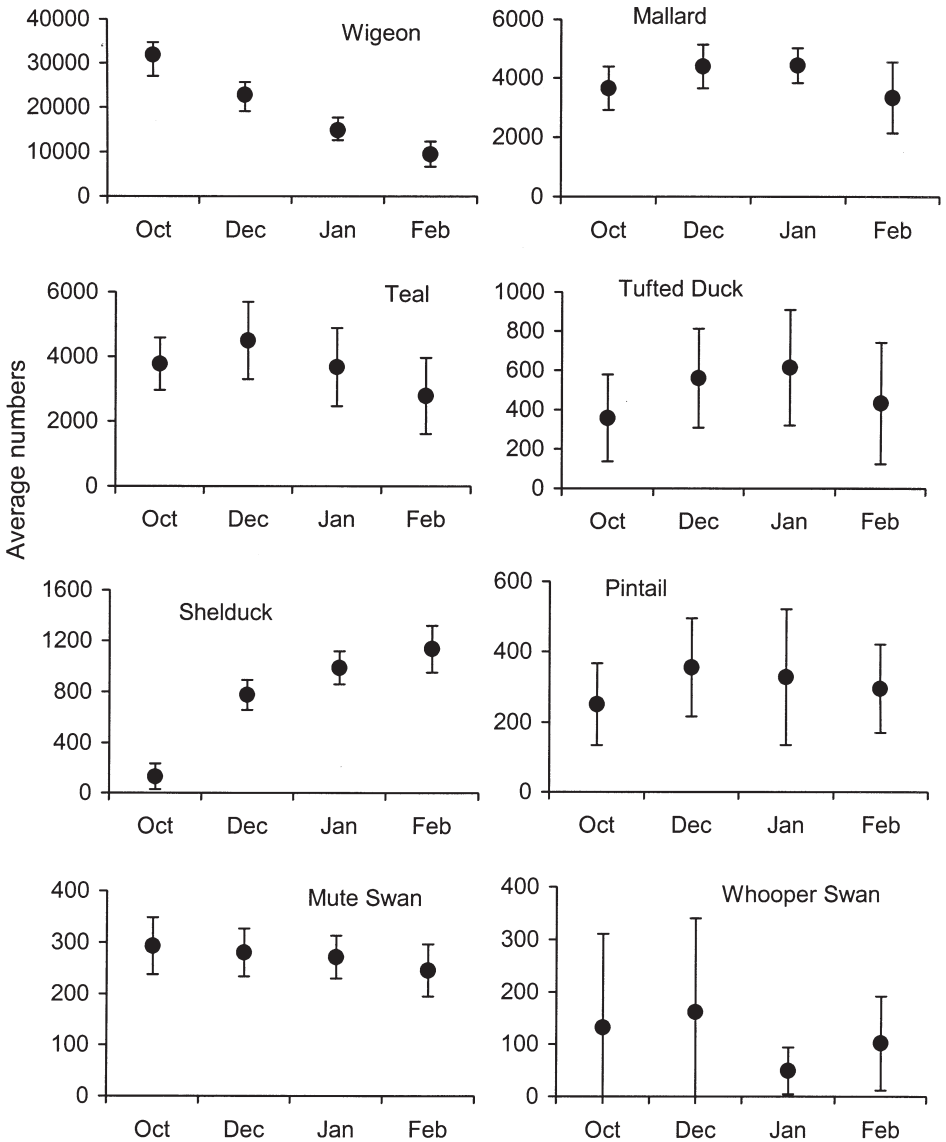 Average numbers
Wigeon
40000
30000
20000
10000
0
Oct Dec Jan Feb
Mallard
6000
4000
2000
0
Oct Dec Jan Feb
Teal
6000
4000
2000
0
Oct Dec Jan Feb
Tufted Duck
1000
800
600
400
200
0
Oct Dec Jan Feb
Shelduck
1600
1200
800
400
0
Oct Dec Jan Feb
Pintail
600
400
200
0
Oct Dec Jan Feb
Mute Swan
400
300
200
100
0
Oct Dec Jan Feb
Whooper Swan
400
300
200
100
0
Oct Dec Jan Feb